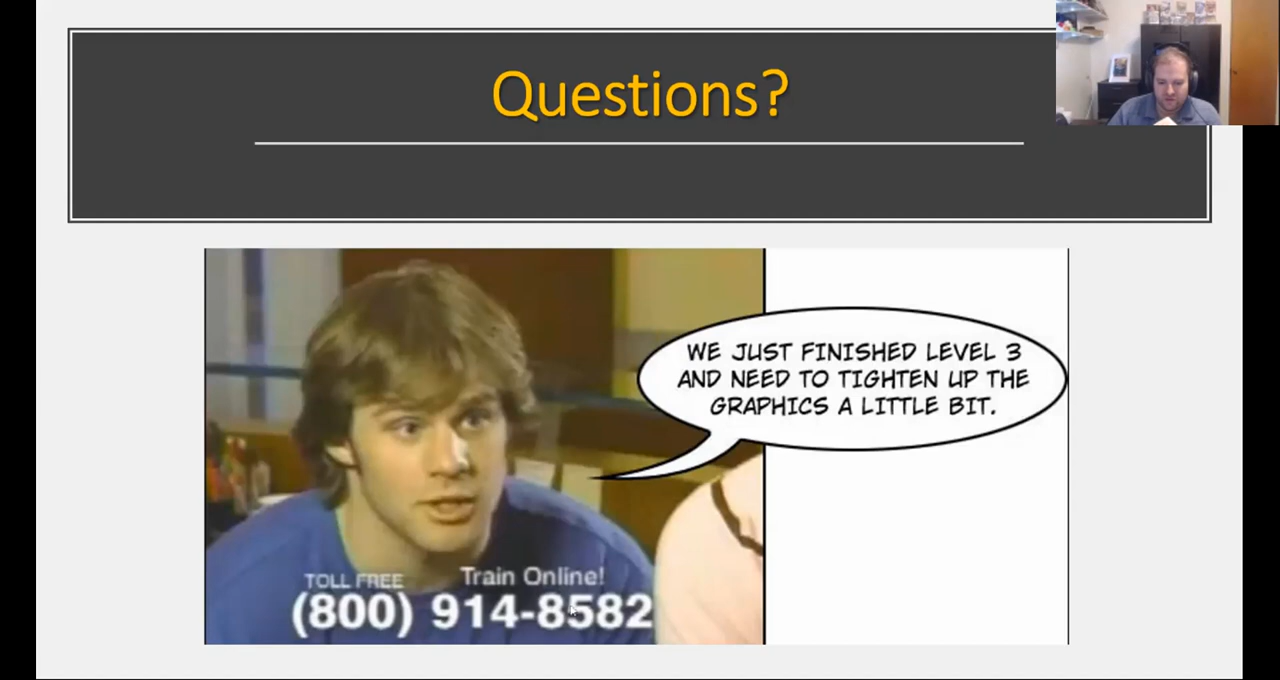 Questions?
WE JUST FINISHED LEVEL 3
AND NEED TO TIGHTEN UP THE
GRAPHICS A LITTLE BIT.
TOLL FREE Train Online!
(800) 914-8582